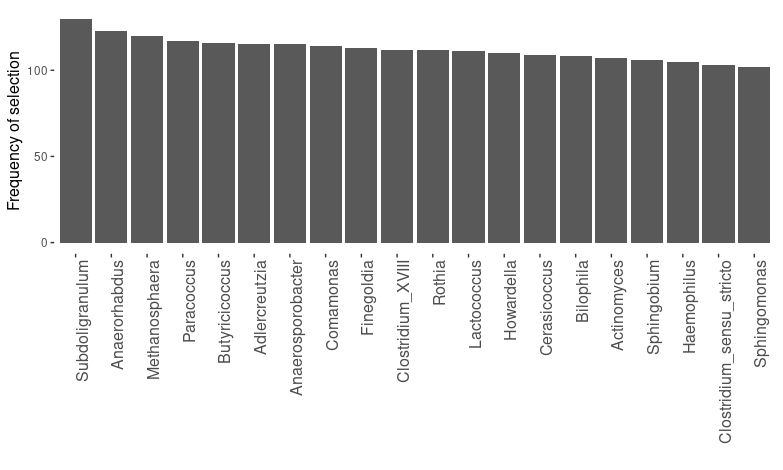 Frequency of selection
100
50
0
Subdoligranulum
Anaerorhabdus
Methanosphaera
Paracoccus
Butyricicoccus
Adlercreutzia
Anaerosporobacter
Comamonas
Finegoldia
Clostridium_XVIII
Rothia
Lactococcus
Howardella
Cerasicoccus
Bilophila
Actinomyces
Sphingobium
Haemophilus
Clostridium_sensu_stricto
Sphingomonas